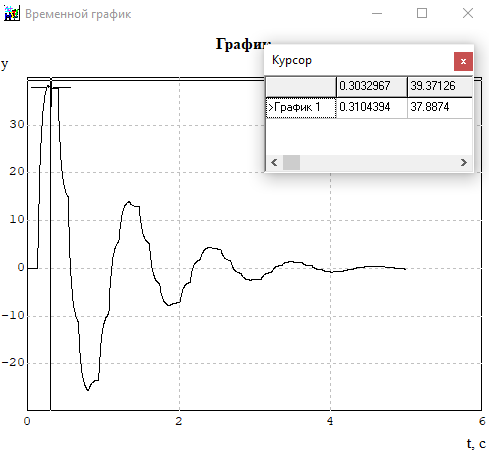 Временной график
График
Курсор x
0.3032967 39.37126
>График 1 0.3104394 37.8874
y
30
20
10
0
-10
-20
0 2 4 6
t, c